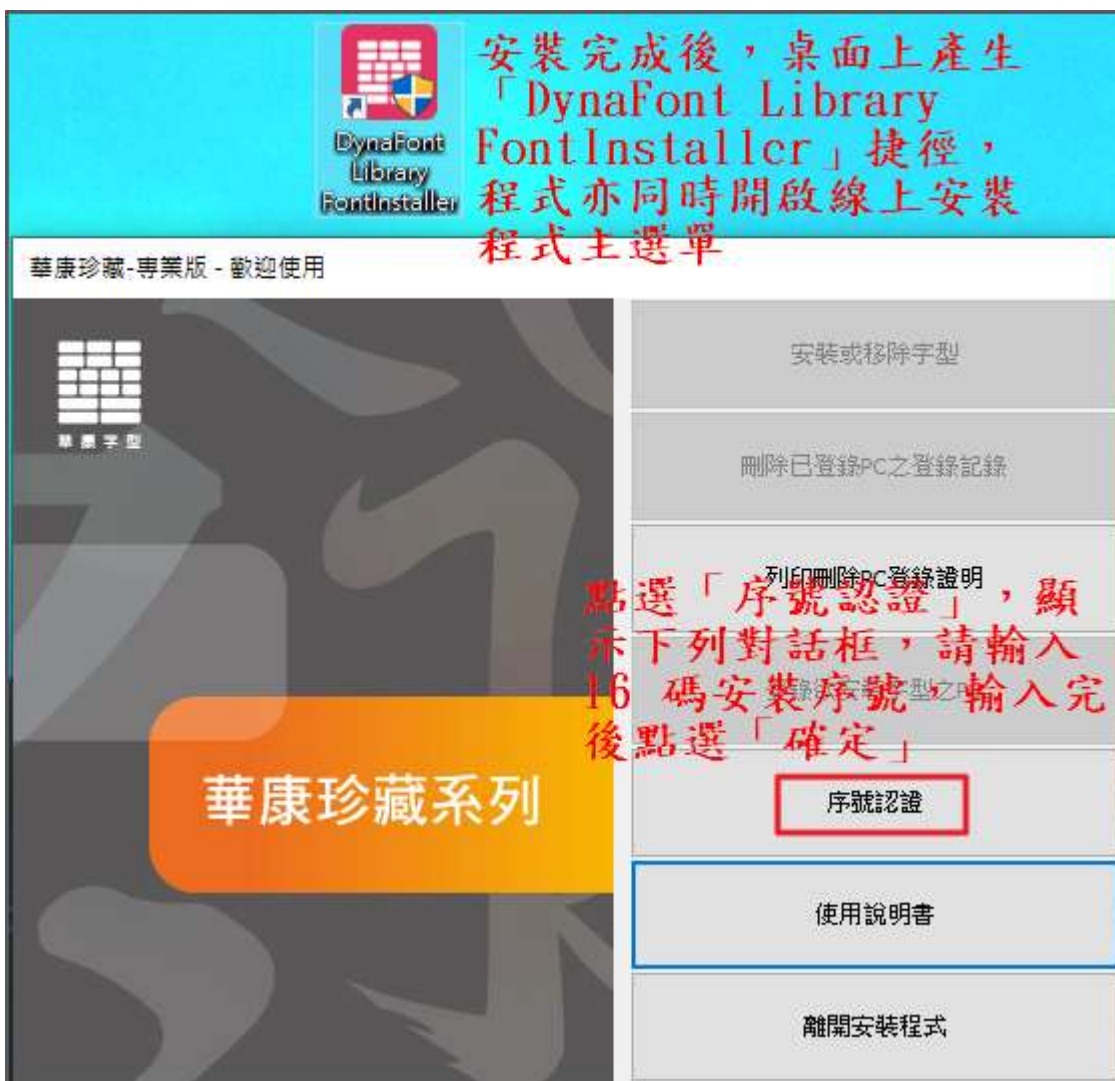 安裝完成後，桌面上產生
「DynaFont Library
FontInstaller」捷徑，
程式亦同時開啟線上安裝
程式主選單
DynaFont
Library
FontInstaller
華康珍藏-專業版 - 歡迎使用
華康字型
華康珍藏系列
安裝或移除字型
刪除已登錄PC之登錄記錄
列印刪除PC登錄證明
點選「序號認證」，顯
示下列對話框，請輸入
16 碼安裝序號，輸入完
後點選「確定」
序號認證
使用說明書
離開安裝程式